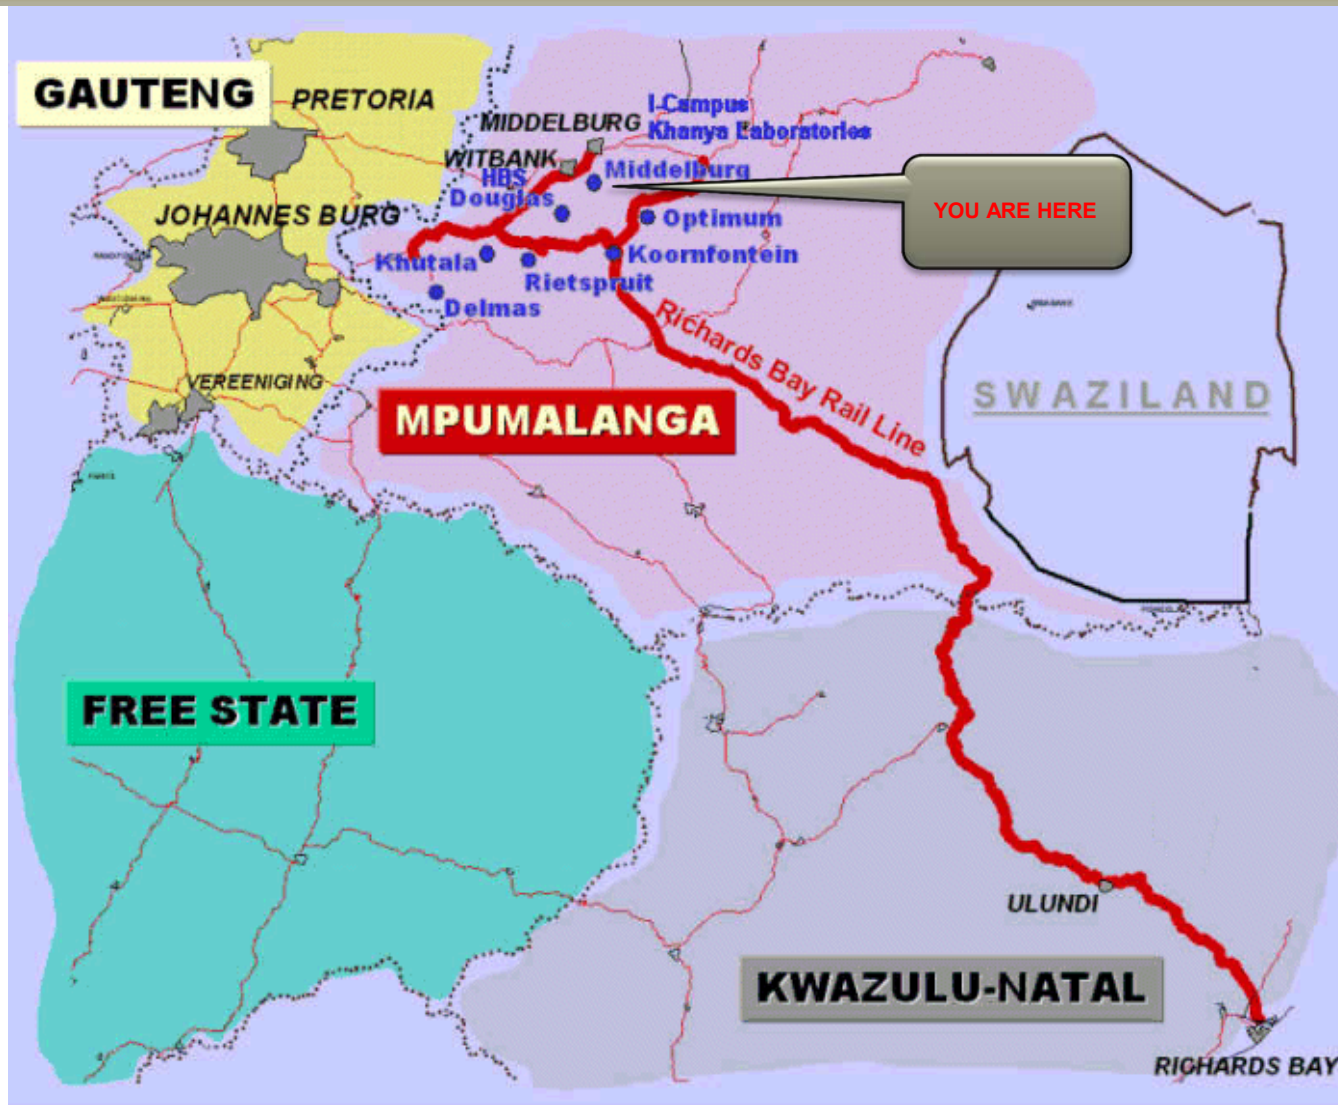 GAUTENG
PRETORIA
I-Campus
MIDDELBURG
Khanya Laboratories
WITBANK
Middelburg
HBS
Douglas
YOU ARE HERE
JOHANNES BURG
Optimum
Khutala
Koornfontein
Rietspruit
Delmas
Richards Bay Rail Line
VEREENIGING
SWAZILAND
MPUMALANGA
FREE STATE
ULUNDI
KWAZULU-NATAL
RICHARDS BAY